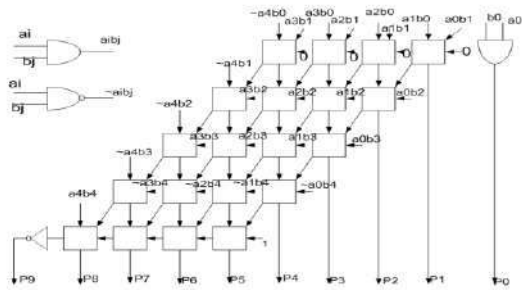 ~a4b0
a3b1
a3b0
a2b1
a2b0
a1b1
a1b0
a0b1
b0
a0
ai
bj
aibj
0
0
0
0
ai
bj
~aibj
~a4b1
a3b2
a2b2
a1b2
a0b2
~a4b2
a3b3
a2b3
a1b3
a0b3
~a4b3
~a3b4
~a2b4
~a1b4
~a0b4
a4b4
1
P9
P8
P7
P6
P5
P4
P3
P2
P1
P0